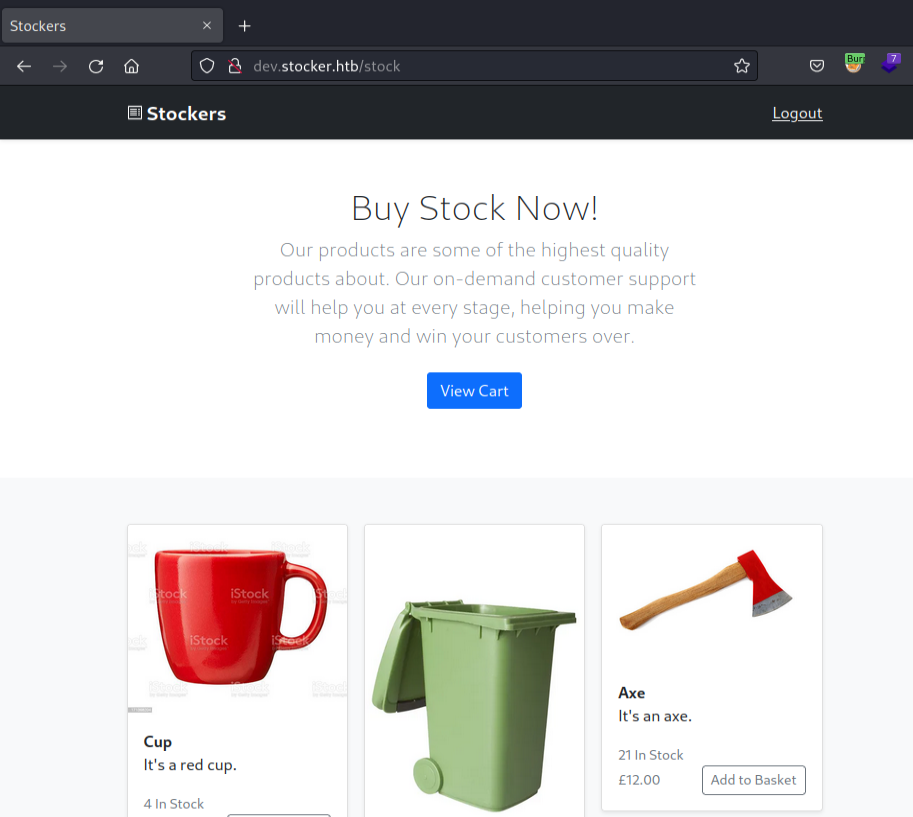 Stockers
dev.stocker.htb/stock
Bur
7
Stockers
Logout
Buy Stock Now!
Our products are some of the highest quality
products about. Our on-demand customer support
will help you at every stage, helping you make
money and win your customers over.
View Cart
iStock
iStock
iStock
iStock
iStock
iStock
Cup
It's a red cup.
4 In Stock
Axe
It's an axe.
21 In Stock
£12.00
Add to Basket